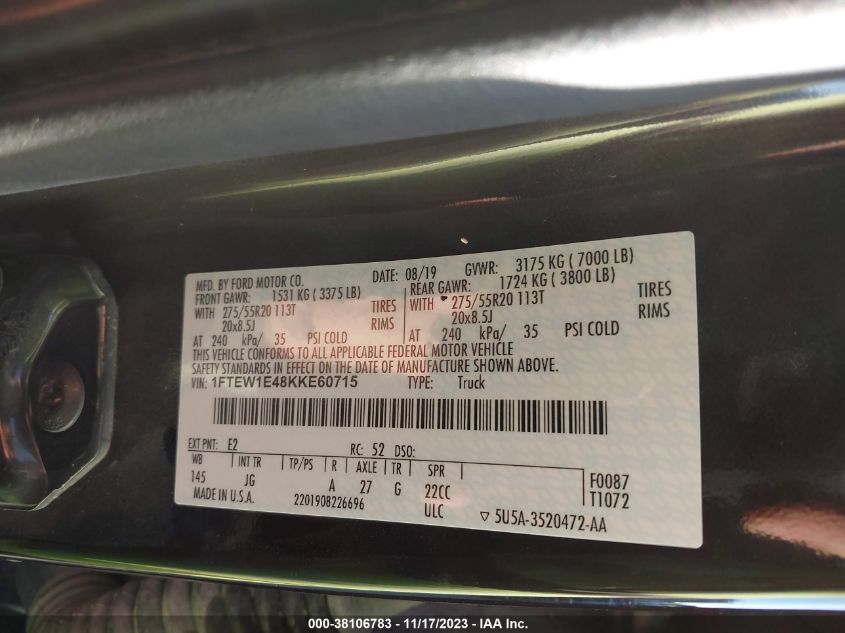 MFD. BY FORD MOTOR CO. DATE: 08/19 GVWR: 3175 KG ( 7000 LB)
FRONT GAWR: 1531 KG ( 3375 LB) REAR GAWR: 1724 KG ( 3800 LB)
WITH 275/55R20 113T TIRES WITH 275/55R20 113T TIRES
20x8.5J RIMS 20x8.5J RIMS
AT 240 kPa/ 35 PSI COLD AT 240 kPa/ 35 PSI COLD
THIS VEHICLE CONFORMS TO ALL APPLICABLE FEDERAL MOTOR VEHICLE
SAFETY STANDARDS IN EFFECT ON THE DATE OF MANUFACTURE SHOWN ABOVE.
VIN: 1FTEW1E48KKE60715 TYPE: Truck
EXT PNT: E2 RC: 52 DSO:
WB INT TR TP/PS R AXLE TR SPR F0087
145 JG A 27 G 22CC T1072
MADE IN U.S.A. 2201908226696 ULC ▽ 5U5A-3520472-AA
000-38106783 - 11/17/2023 - IAA Inc.